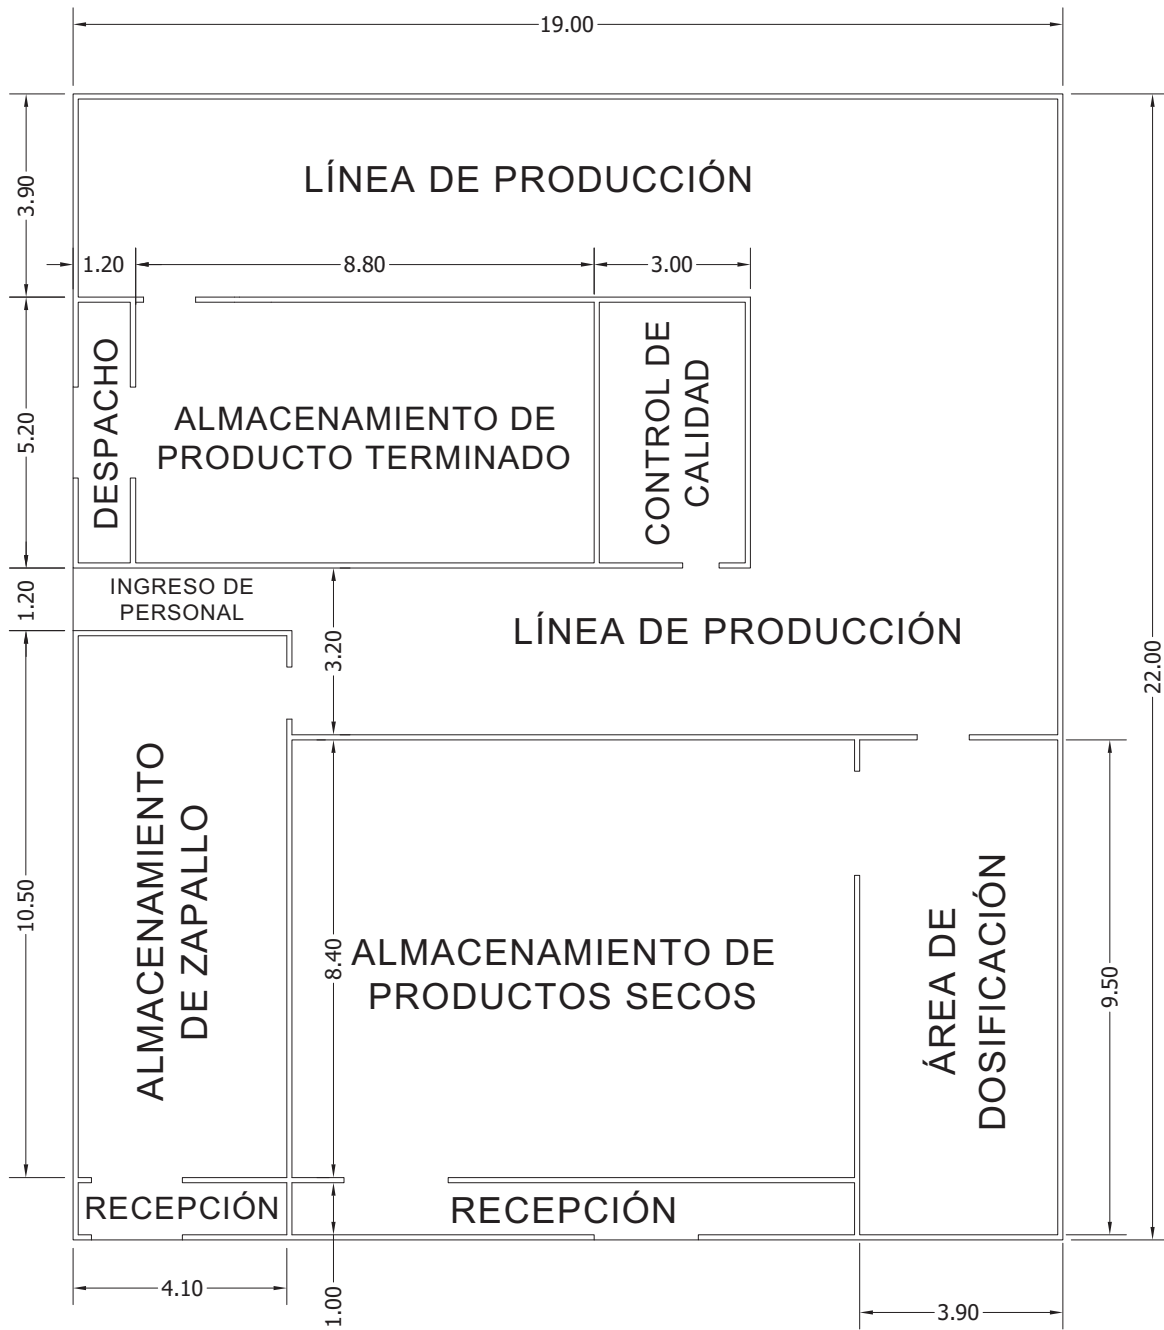 19.00
LÍNEA DE PRODUCCIÓN
3.90
1.20
8.80
3.00
DESPACHO
ALMACENAMIENTO DE
PRODUCTO TERMINADO
CONTROL DE
CALIDAD
5.20
INGRESO DE
PERSONAL
1.20
3.20
LÍNEA DE PRODUCCIÓN
22.00
ALMACENAMIENTO
DE ZAPALLO
10.50
8.40
ALMACENAMIENTO DE
PRODUCTOS SECOS
ÁREA DE
DOSIFICACIÓN
9.50
RECEPCIÓN
RECEPCIÓN
4.10
1.00
3.90